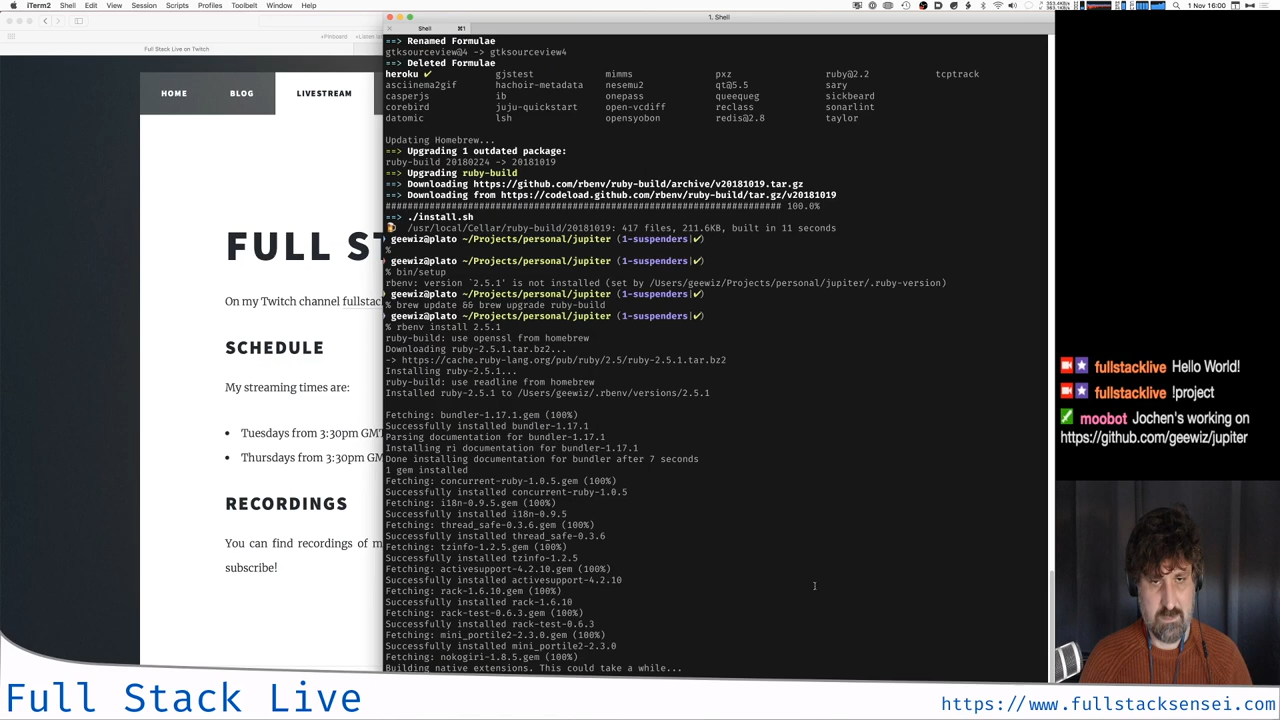 iTerm2 Shell Edit View Session Scripts Profiles Toolbelt Window Help
1 Nov 16:00
1. Shell
Shell ⌘1
+Pinboard
Full Stack Live on Twitch
HOME BLOG LIVESTREAM
FULL ST
On my Twitch channel fullstac
SCHEDULE
My streaming times are:
• Tuesdays from 3:30pm GMT
• Thursdays from 3:30pm GM
RECORDINGS
You can find recordings of m
subscribe!
==> Renamed Formulae
gtksourceview@4 -> gtksourceview4
==> Deleted Formulae
heroku ✔ gjstest mimms pxz ruby@2.2 tcptrack
asciinema2gif hachoir-metadata nesemu2 qt@5.5 sary
casperjs ib onepass queequeg sickbeard
corebird juju-quickstart open-vcdiff reclass sonarlint
datomic lsh opensyobon redis@2.8 taylor
Updating Homebrew...
==> Upgrading 1 outdated package:
ruby-build 20180224 -> 20181019
==> Upgrading ruby-build
==> Downloading https://github.com/rbenv/ruby-build/archive/v20181019.tar.gz
==> Downloading from https://codeload.github.com/rbenv/ruby-build/tar.gz/v20181019
######################################################################## 100.0%
==> ./install.sh
🍺 /usr/local/Cellar/ruby-build/20181019: 417 files, 211.6KB, built in 11 seconds
geewiz@plato ~/Projects/personal/jupiter (1-suspenders|✔)
%
geewiz@plato ~/Projects/personal/jupiter (1-suspenders|✔)
% bin/setup
rbenv: version `2.5.1' is not installed (set by /Users/geewiz/Projects/personal/jupiter/.ruby-version)
geewiz@plato ~/Projects/personal/jupiter (1-suspenders|✔)
% brew update && brew upgrade ruby-build
geewiz@plato ~/Projects/personal/jupiter (1-suspenders|✔)
% rbenv install 2.5.1
ruby-build: use openssl from homebrew
Downloading ruby-2.5.1.tar.bz2...
-> https://cache.ruby-lang.org/pub/ruby/2.5/ruby-2.5.1.tar.bz2
Installing ruby-2.5.1...
ruby-build: use readline from homebrew
Installed ruby-2.5.1 to /Users/geewiz/.rbenv/versions/2.5.1
Fetching: bundler-1.17.1.gem (100%)
Successfully installed bundler-1.17.1
Parsing documentation for bundler-1.17.1
Installing ri documentation for bundler-1.17.1
Done installing documentation for bundler after 7 seconds
1 gem installed
Fetching: concurrent-ruby-1.0.5.gem (100%)
Successfully installed concurrent-ruby-1.0.5
Fetching: i18n-0.9.5.gem (100%)
Successfully installed i18n-0.9.5
Fetching: thread_safe-0.3.6.gem (100%)
Successfully installed thread_safe-0.3.6
Fetching: tzinfo-1.2.5.gem (100%)
Successfully installed tzinfo-1.2.5
Fetching: activesupport-4.2.10.gem (100%)
Successfully installed activesupport-4.2.10
Fetching: rack-1.6.10.gem (100%)
Successfully installed rack-1.6.10
Fetching: rack-test-0.6.3.gem (100%)
Successfully installed rack-test-0.6.3
Fetching: mini_portile2-2.3.0.gem (100%)
Successfully installed mini_portile2-2.3.0
Fetching: nokogiri-1.8.5.gem (100%)
Building native extensions. This could take a while...
fullstacklive Hello World!
fullstacklive !project
moobot Jochen's working on
https://github.com/geewiz/jupiter
Full Stack Live
https://www.fullstacksensei.com